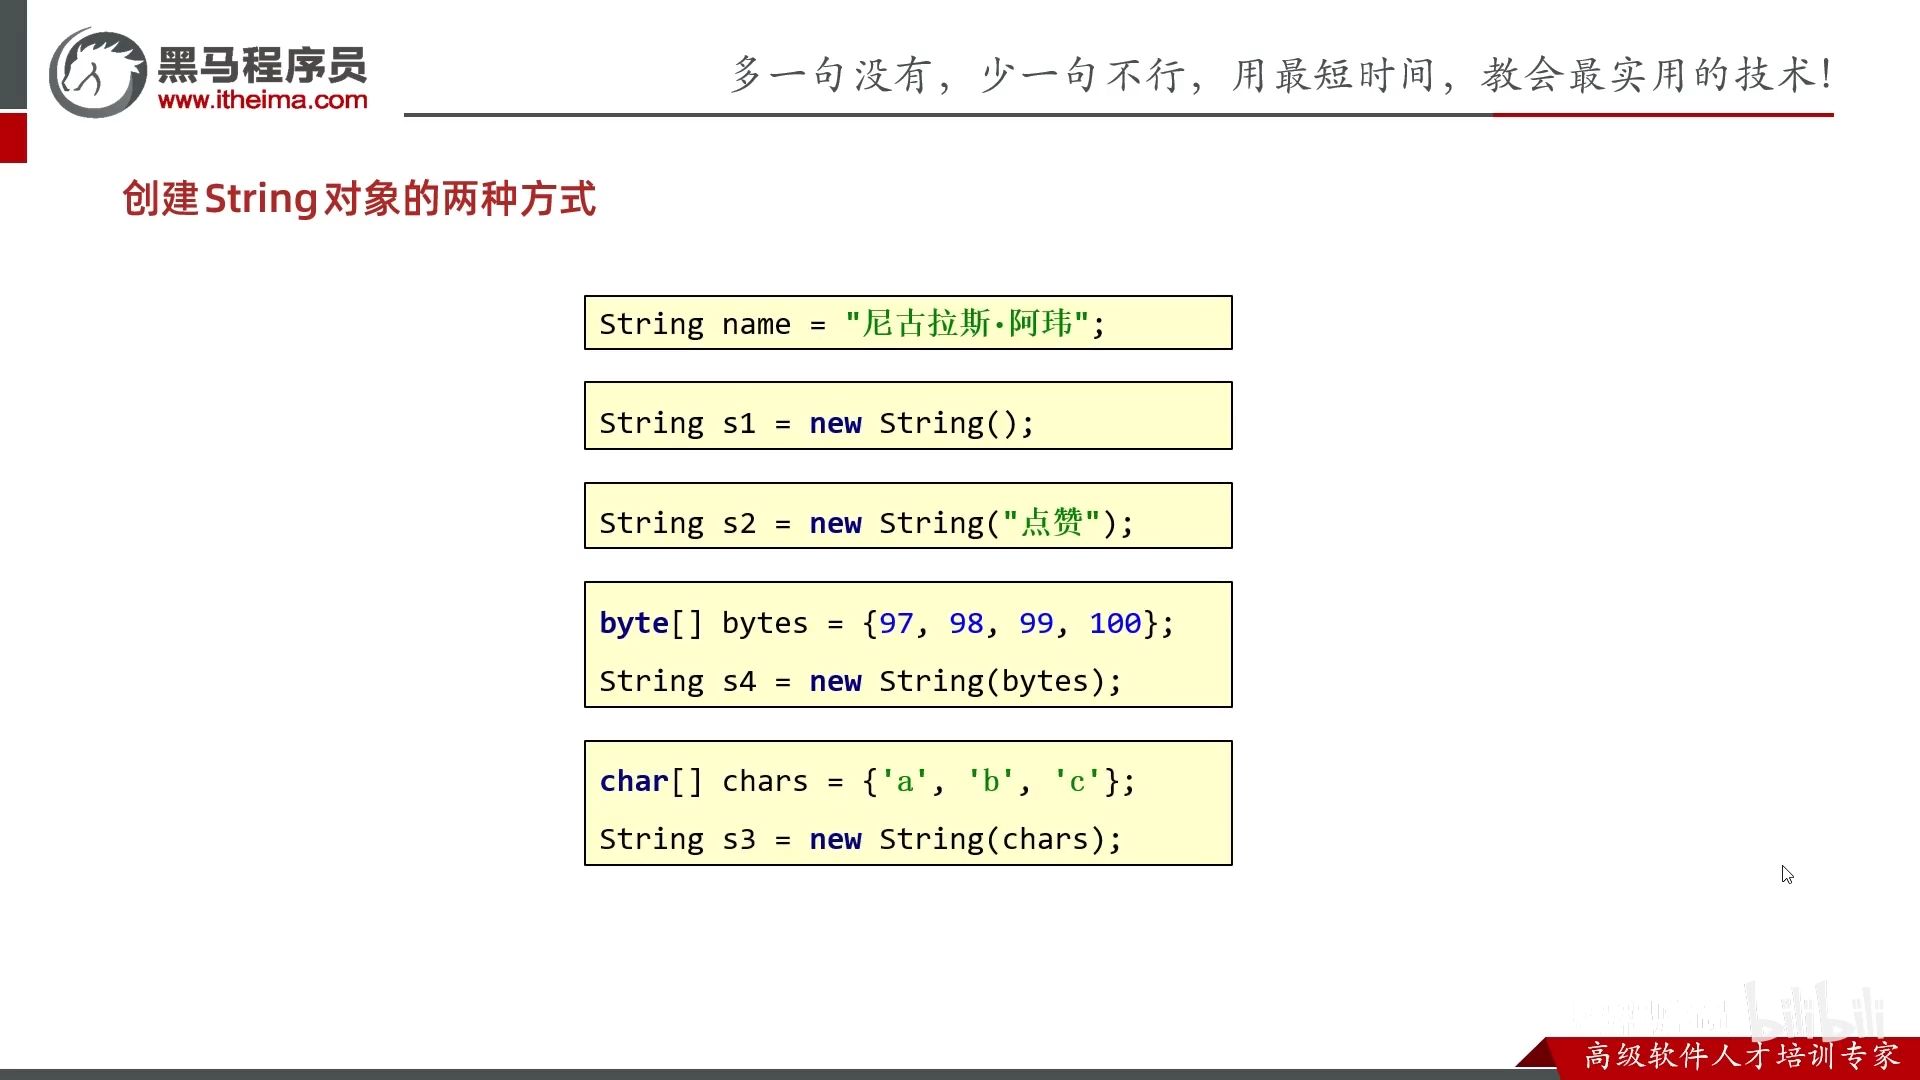 黑马程序员
www.itheima.com
多一句没有，少一句不行，用最短时间，教会最实用的技术！
创建String对象的两种方式
String name = "尼古拉斯·阿玮";
String s1 = new String();
String s2 = new String("点赞");
byte[] bytes = {97, 98, 99, 100};
String s4 = new String(bytes);
char[] chars = {'a', 'b', 'c'};
String s3 = new String(chars);
bilibili
高级软件人才培训专家